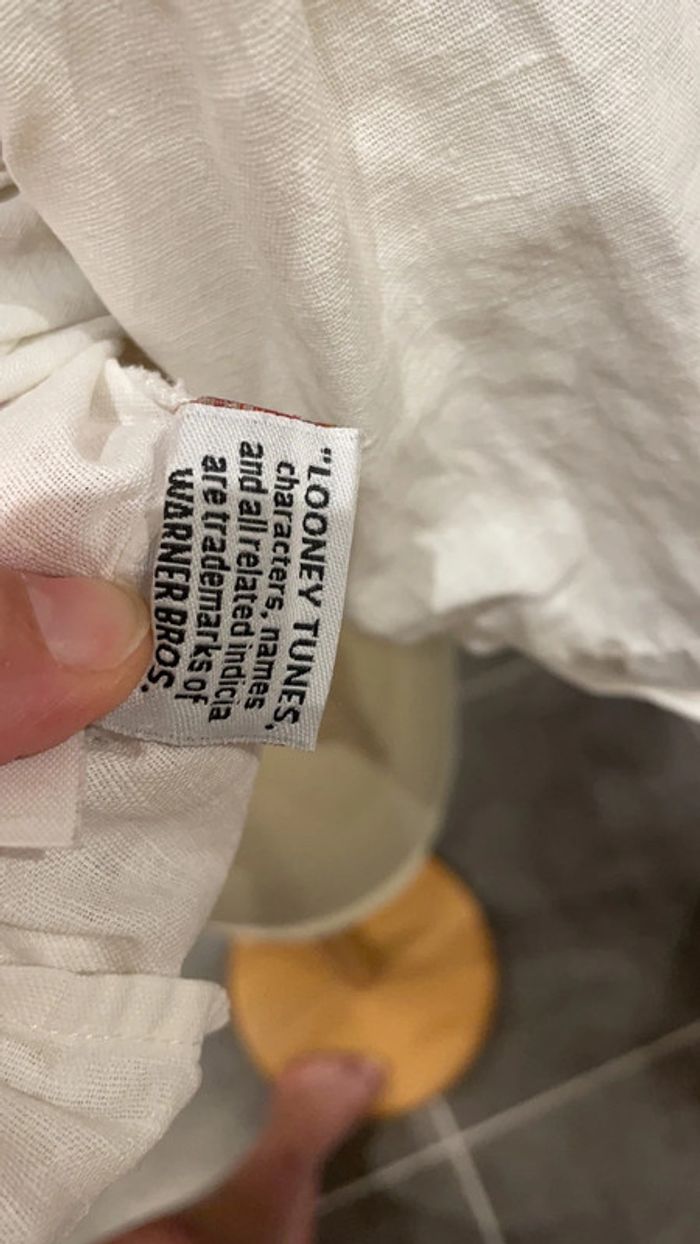 "LOONEY TUNES,
characters, names
and all related indicia
are trademarks of
WARNER BROS.